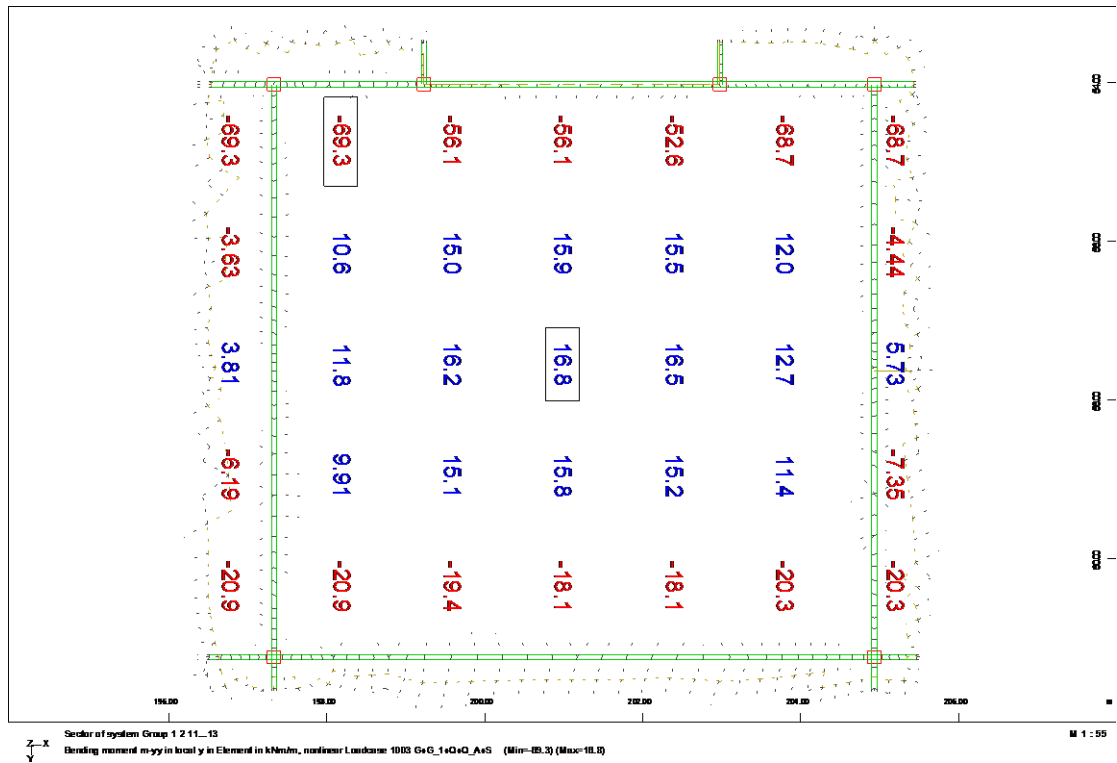 -69.3 -69.3 -56.1 -56.1 -52.6 -68.7 -68.7
-3.63 10.6 15.0 15.9 15.5 12.0 -4.44
3.81 11.8 16.2 16.8 16.5 12.7 5.73
-6.19 9.91 15.1 15.8 15.2 11.4 -7.35
-20.9 -20.9 -19.4 -18.1 -18.1 -20.3 -20.3
196.00 198.00 200.00 202.00 204.00 206.00 m
Sector of system Group 1 2 11...13
M 1 : 55
Z X
Y
Bending moment m-yy in local y in Element in kNm/m, nonlinear Loadcase 1003 G+G_1+Q+Q_A+S (Min=-69.3) (Max=16.8)